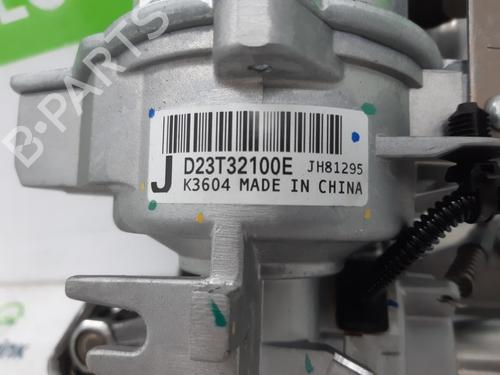 B-PARTS
J D23T32100E JH81295
K3604 MADE IN CHINA